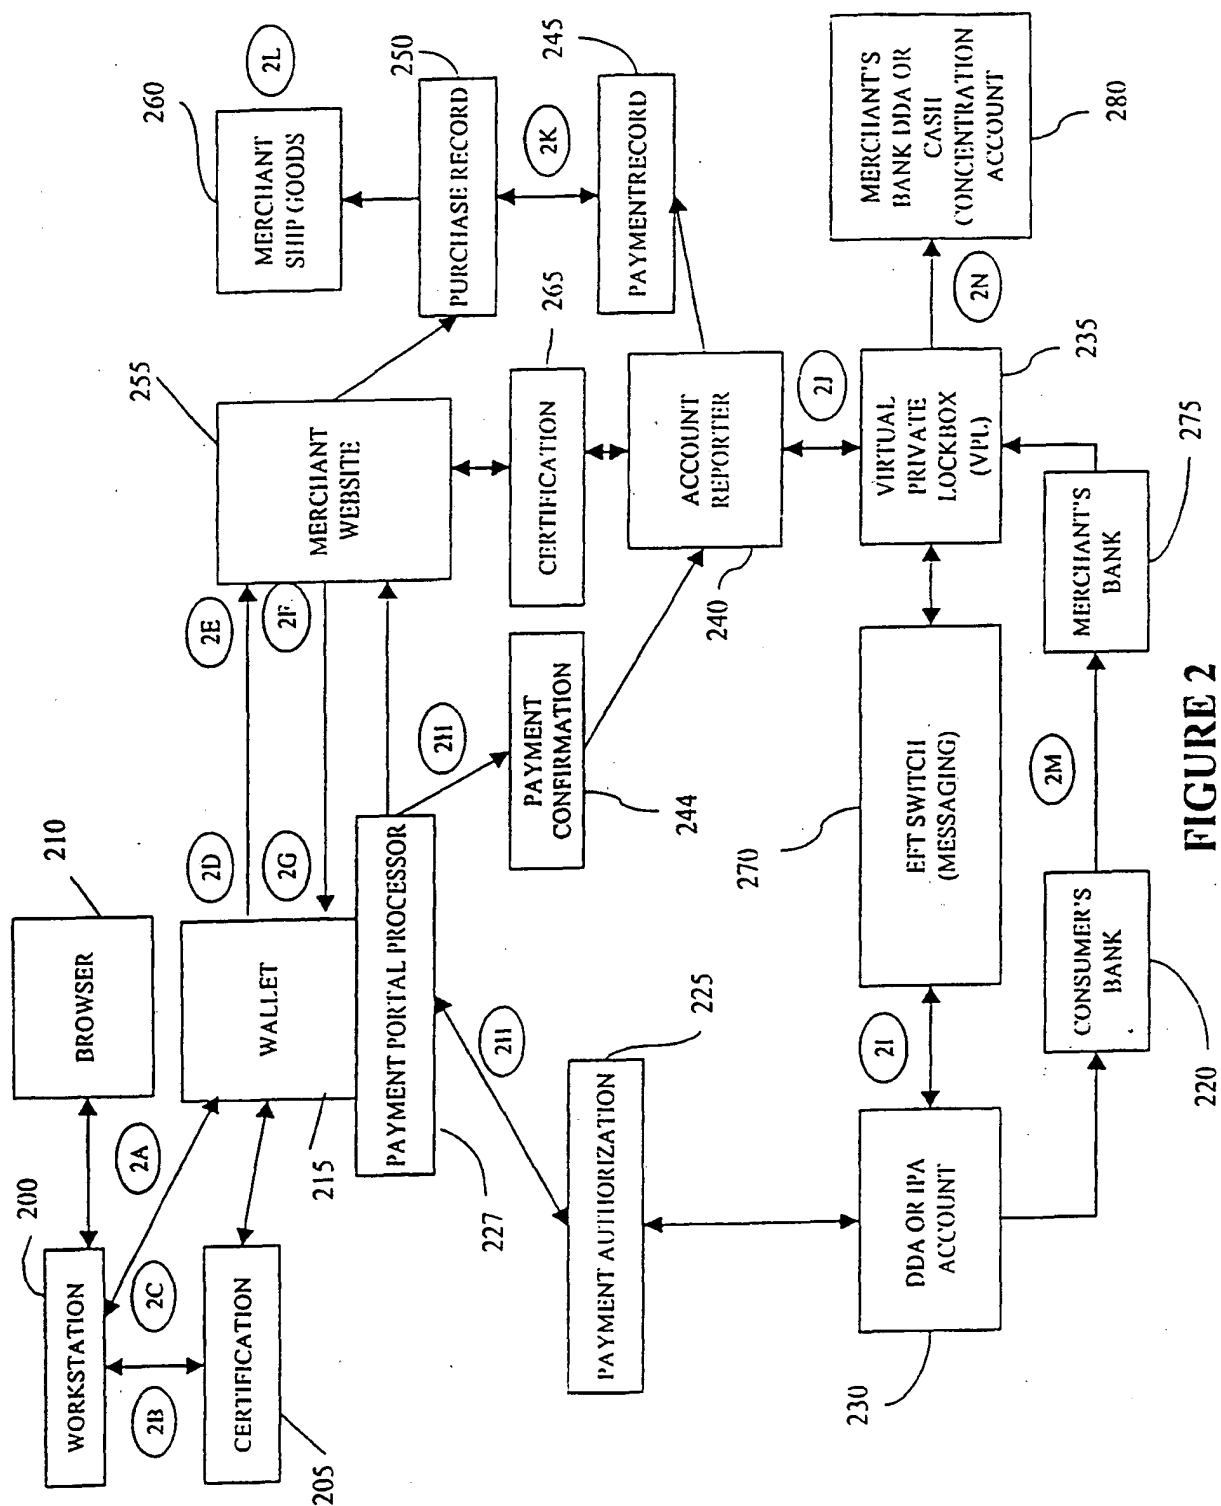 200
WORKSTATION
2A
BROWSER
210
2B
2C
CERTIFICATION
205
WALLET
215
2D
2E
2G
2F
MERCHANT
WEBSITE
255
MERCHANT
SHIP GOODS
260
2L
PAYMENT PORTAL PROCESSOR
227
2H
2H
PURCHASE RECORD
250
2K
PAYMENT
CONFIRMATION
244
CERTIFICATION
265
PAYMENTRECORD
245
PAYMENT AUTHORIZATION
225
ACCOUNT
REPORTER
240
2J
DDA OR IPA
ACCOUNT
230
2I
EFT SWITCH
(MESSAGING)
270
VIRTUAL
PRIVATE
LOCKBOX
(VPL)
235
2N
MERCHANT'S
BANK DDA OR
CASH
CONCENTRATION
ACCOUNT
280
CONSUMER'S
BANK
220
2M
MERCHANT'S
BANK
275
FIGURE 2